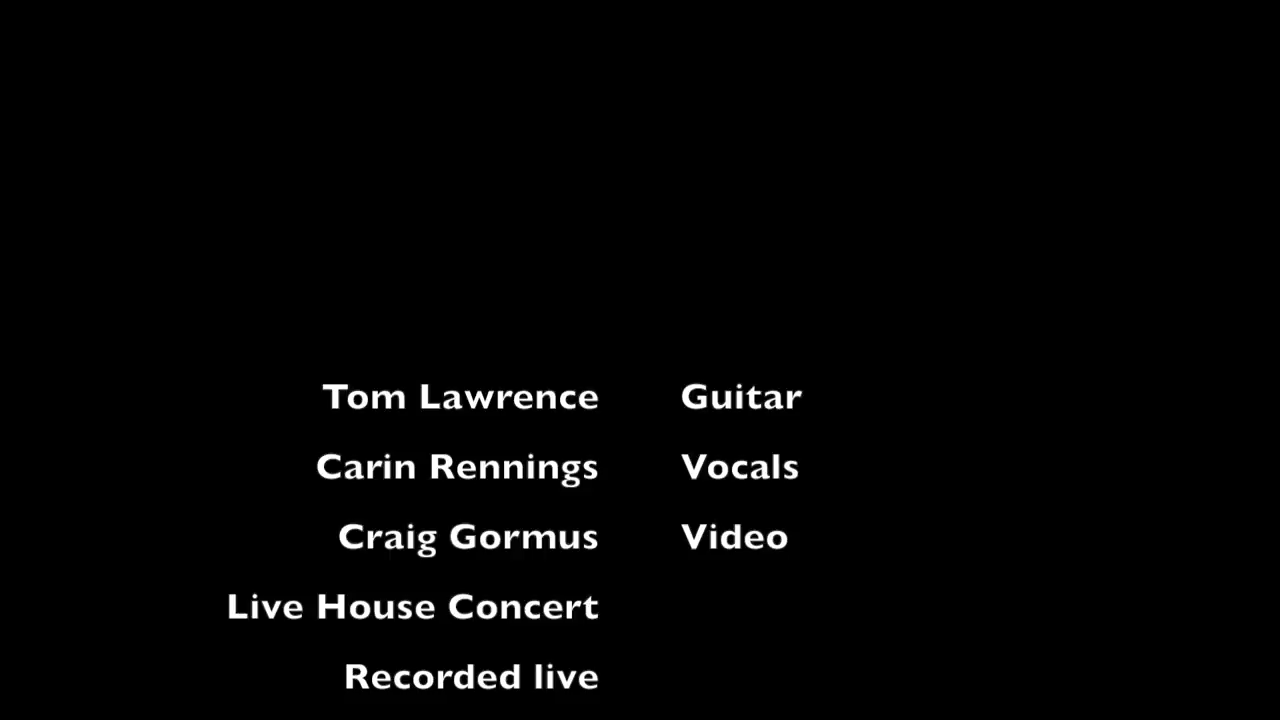 Tom Lawrence Guitar
Carin Rennings Vocals
Craig Gormus Video
Live House Concert
Recorded live